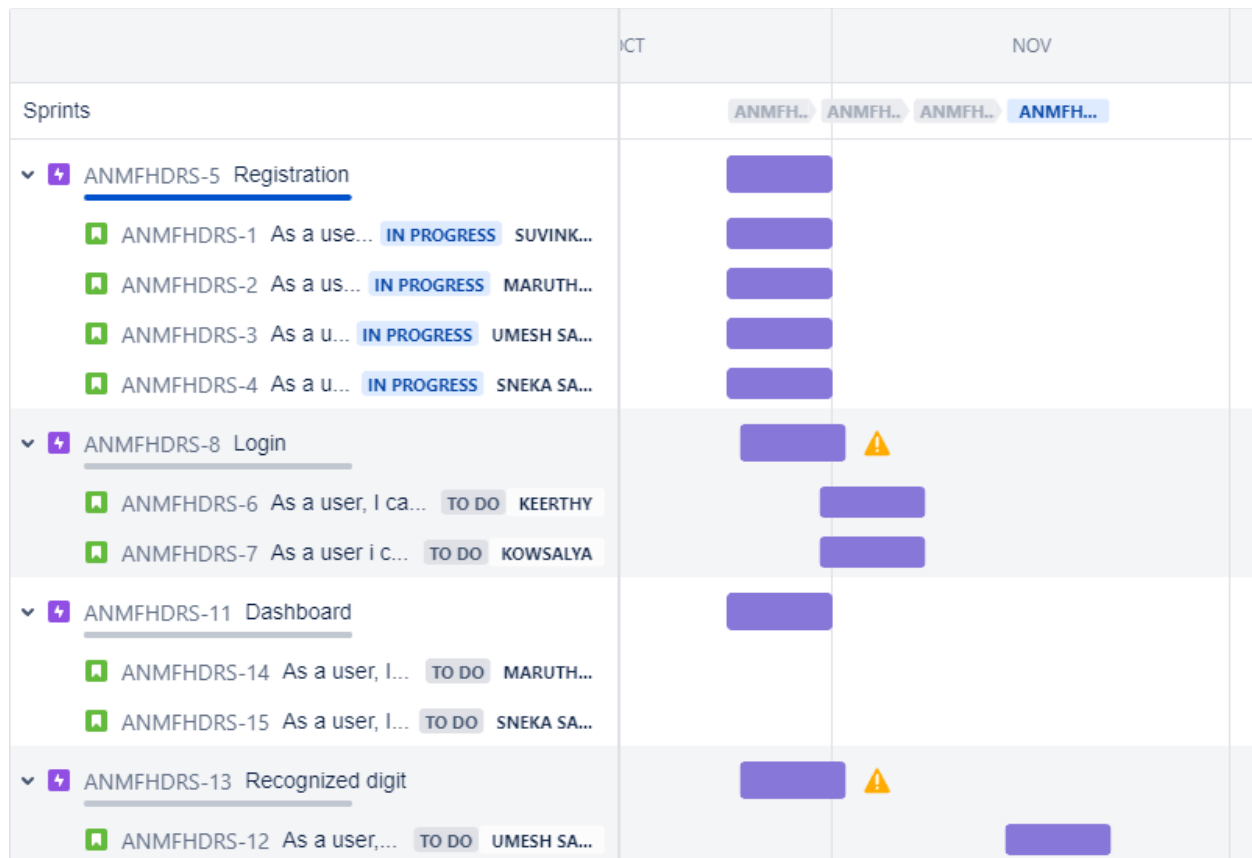 OCT NOV
Sprints ANMFH.. ANMFH.. ANMFH.. ANMFH...
ANMFHDRS-5 Registration
ANMFHDRS-1 As a use... IN PROGRESS SUVINK...
ANMFHDRS-2 As a us... IN PROGRESS MARUTH...
ANMFHDRS-3 As a u... IN PROGRESS UMESH SA...
ANMFHDRS-4 As a u... IN PROGRESS SNEKA SA...
ANMFHDRS-8 Login
ANMFHDRS-6 As a user, I ca... TO DO KEERTHY
ANMFHDRS-7 As a user i c... TO DO KOWSALYA
ANMFHDRS-11 Dashboard
ANMFHDRS-14 As a user, I... TO DO MARUTH...
ANMFHDRS-15 As a user, I... TO DO SNEKA SA...
ANMFHDRS-13 Recognized digit
ANMFHDRS-12 As a user,... TO DO UMESH SA...